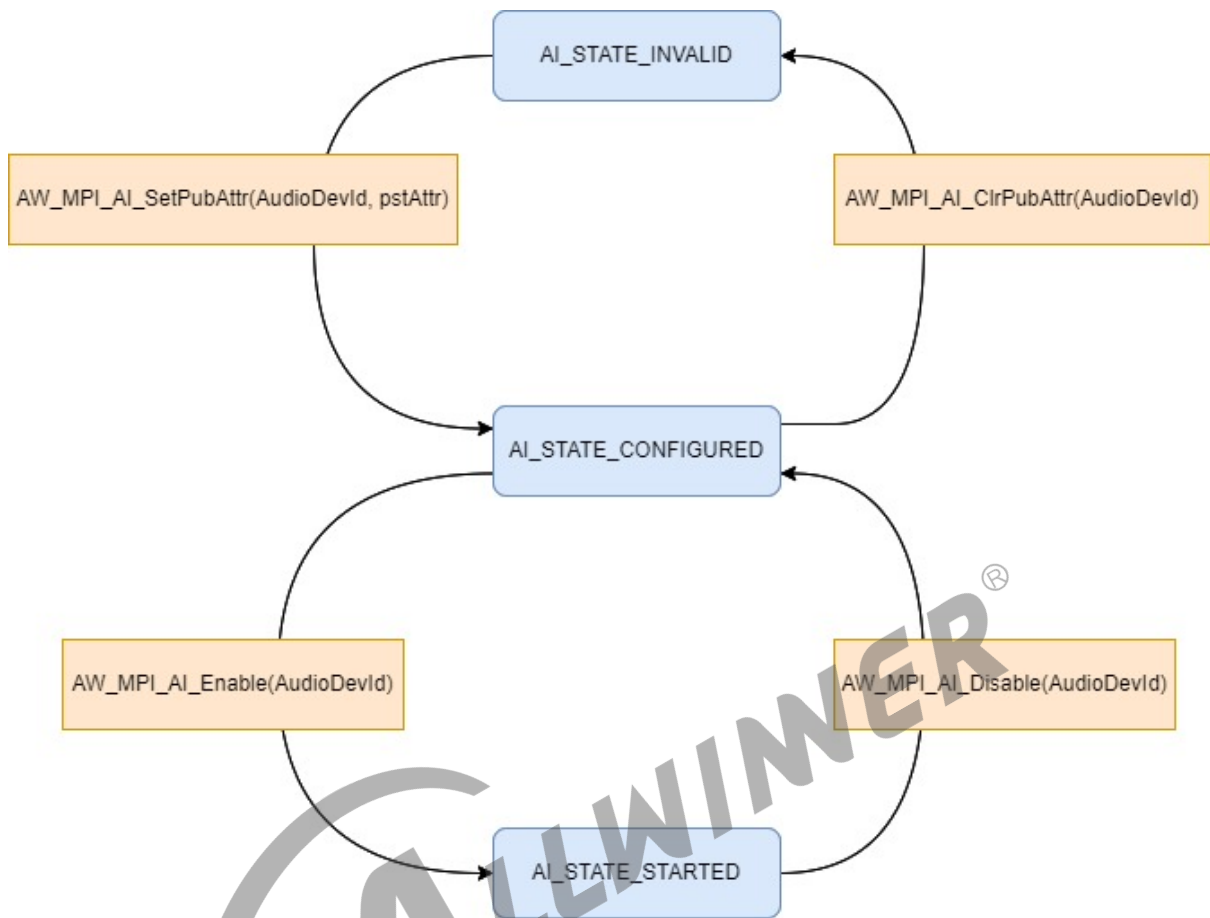 AI_STATE_INVALID
AW_MPI_AI_SetPubAttr(AudioDevId, pstAttr)
AW_MPI_AI_ClrPubAttr(AudioDevId)
AI_STATE_CONFIGURED
AW_MPI_AI_Enable(AudioDevId)
AW_MPI_AI_Disable(AudioDevId)
AI_STATE_STARTED
ALLWINNER®